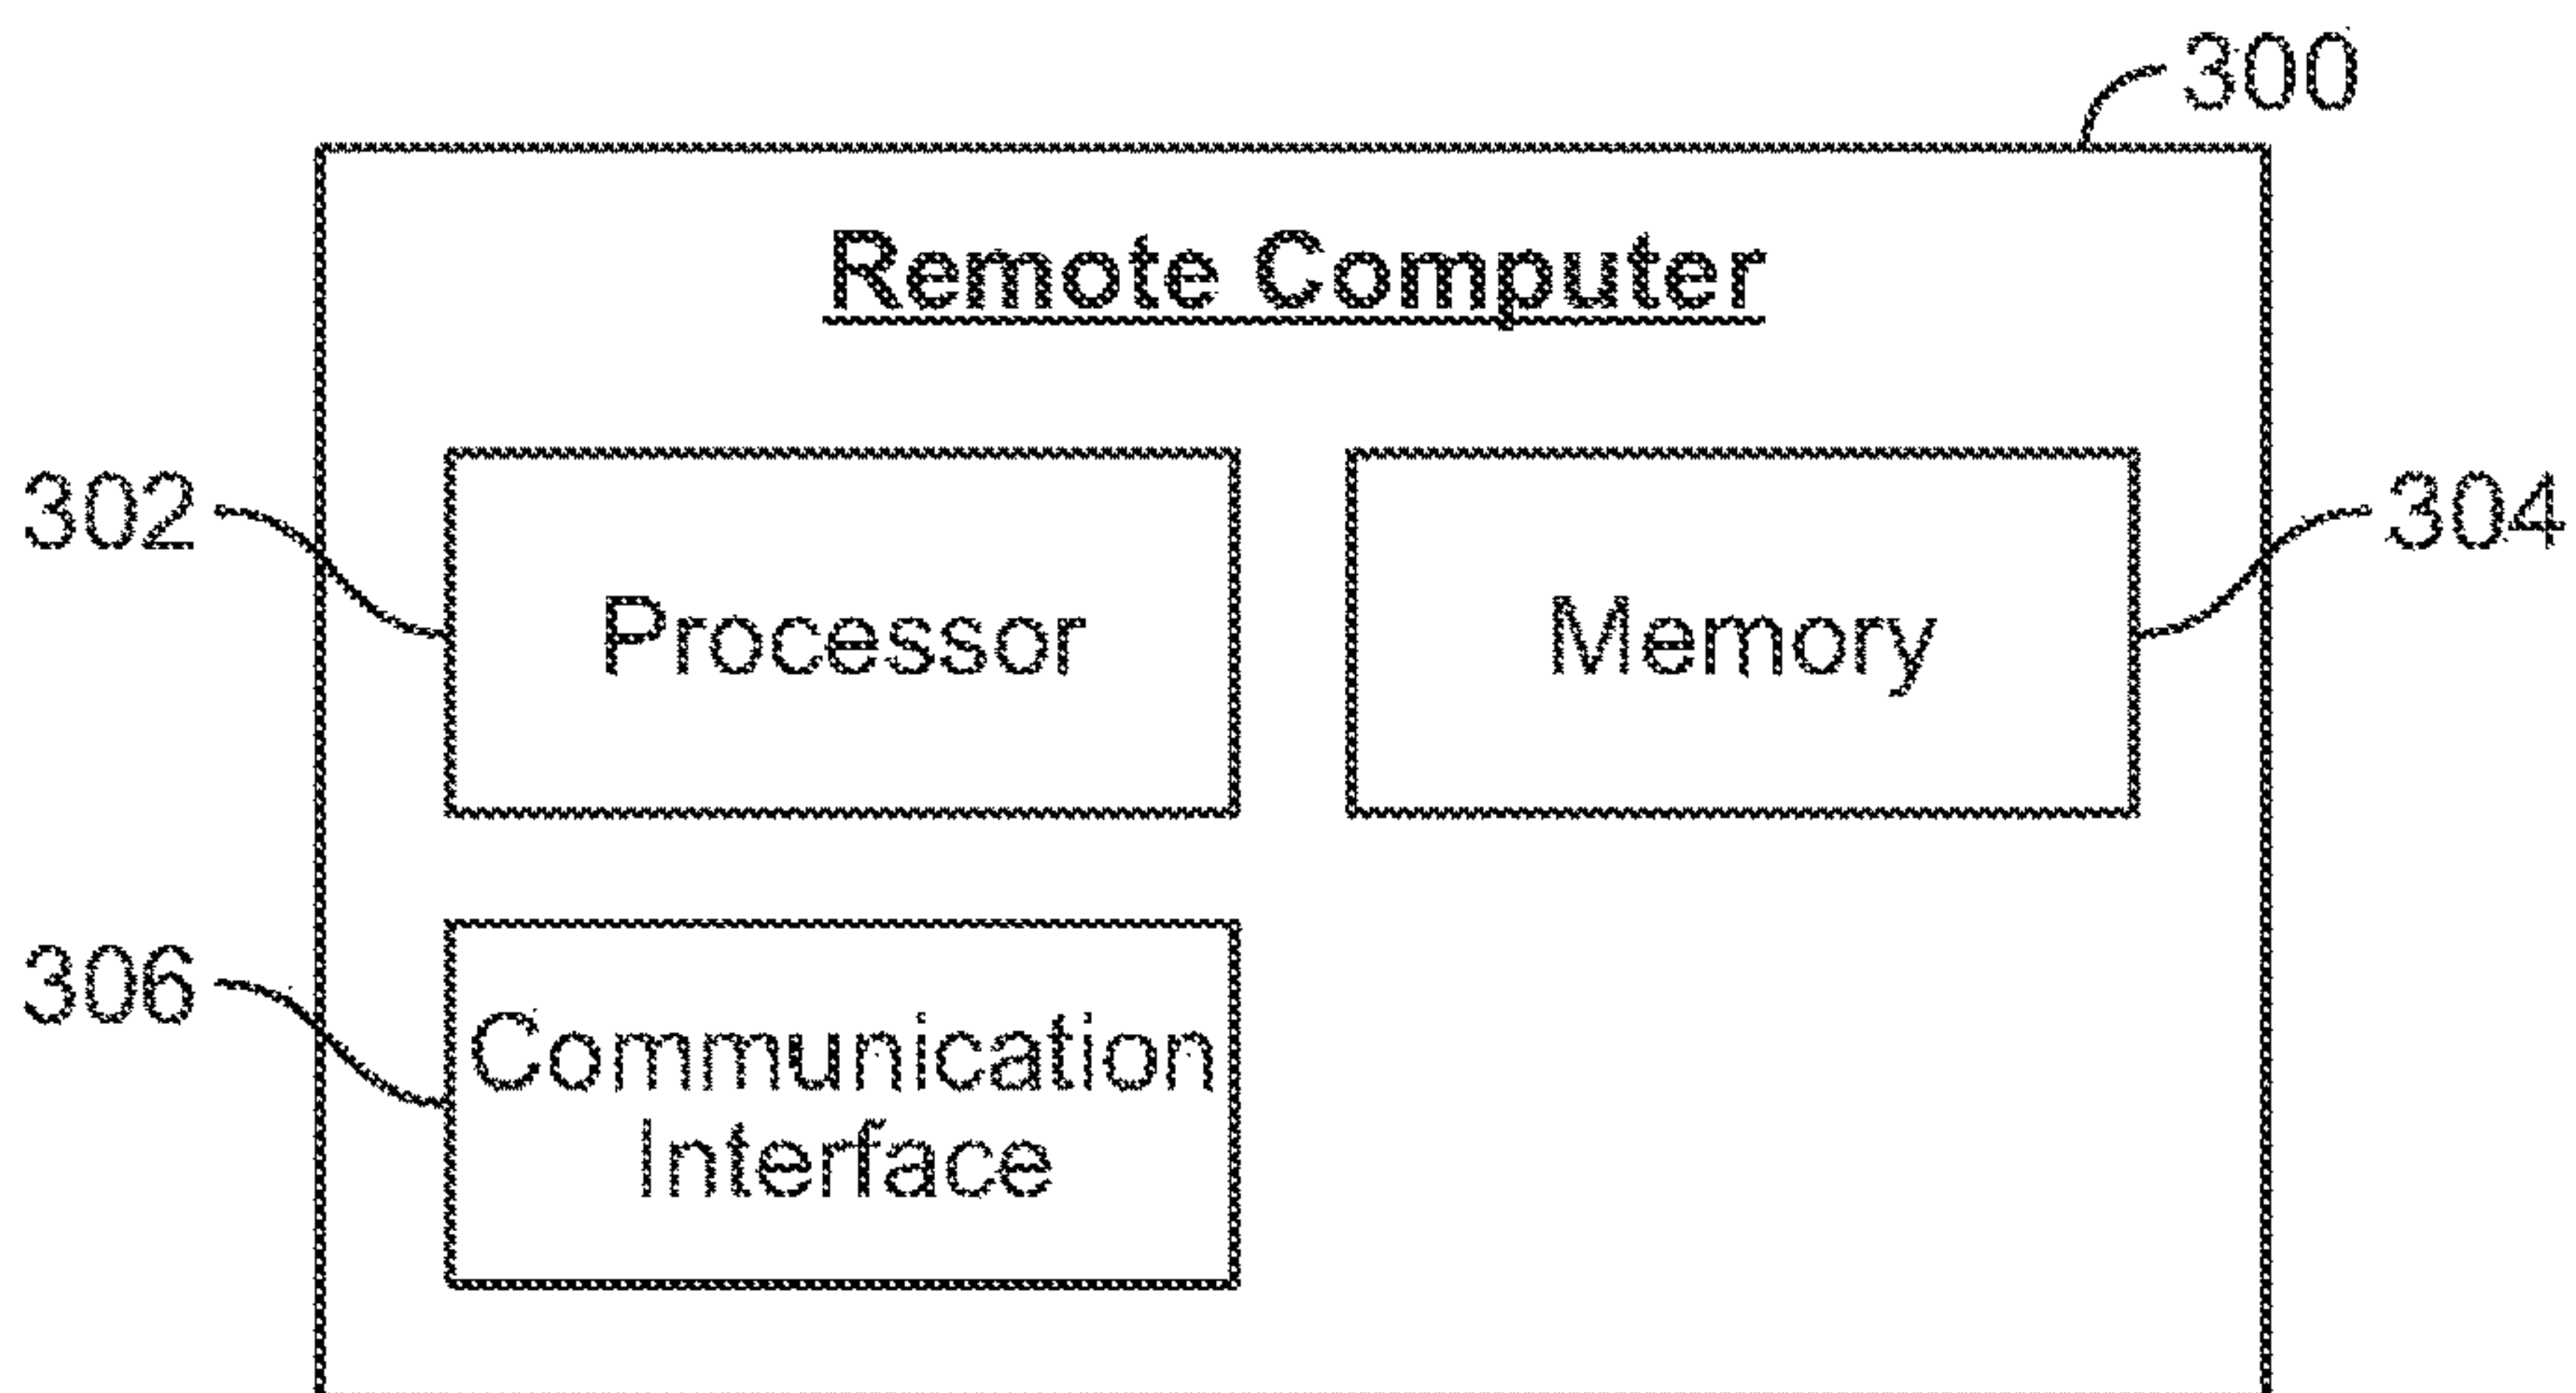 300
Remote Computer
302
Processor
Memory
304
306
Communication
Interface